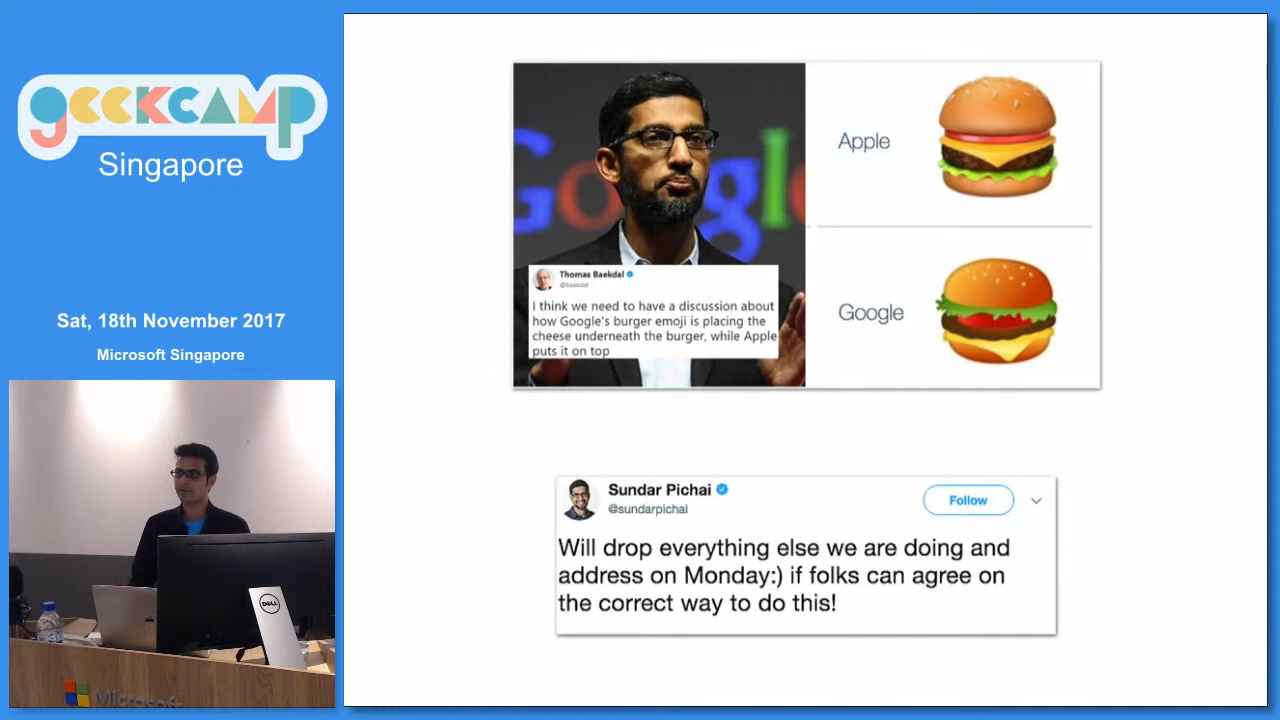 geekcamp
Singapore
Sat, 18th November 2017
Microsoft Singapore
Google
Thomas Baekdal
@baekdal
I think we need to have a discussion about
how Google's burger emoji is placing the
cheese underneath the burger, while Apple
puts it on top
Apple
Google
Sundar Pichai
@sundarpichai
Follow
Will drop everything else we are doing and
address on Monday:) if folks can agree on
the correct way to do this!
DELL
Microsoft